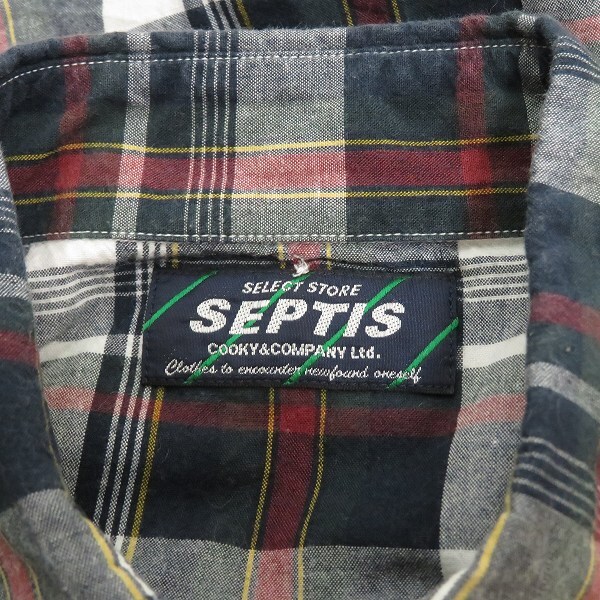 SELECT STORE
SEPTIS
COOKY&COMPANY Ltd.
Clothes to encounter newfound oneself